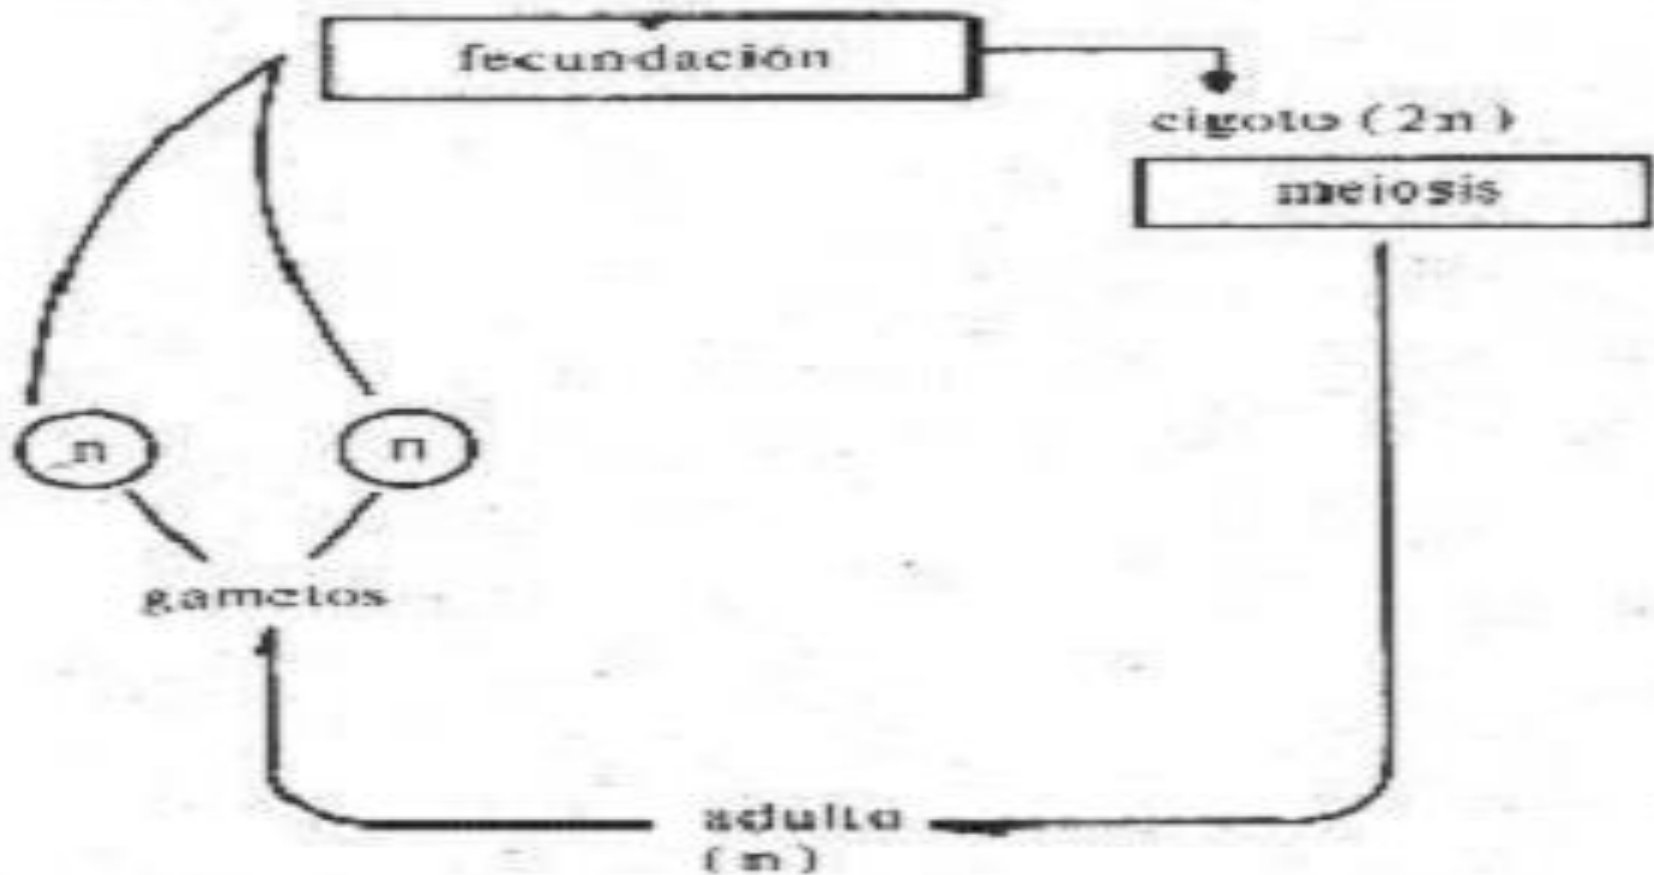 fecundación
cigoto (2n)
meiosis
n
n
gametos
adulto
(n)